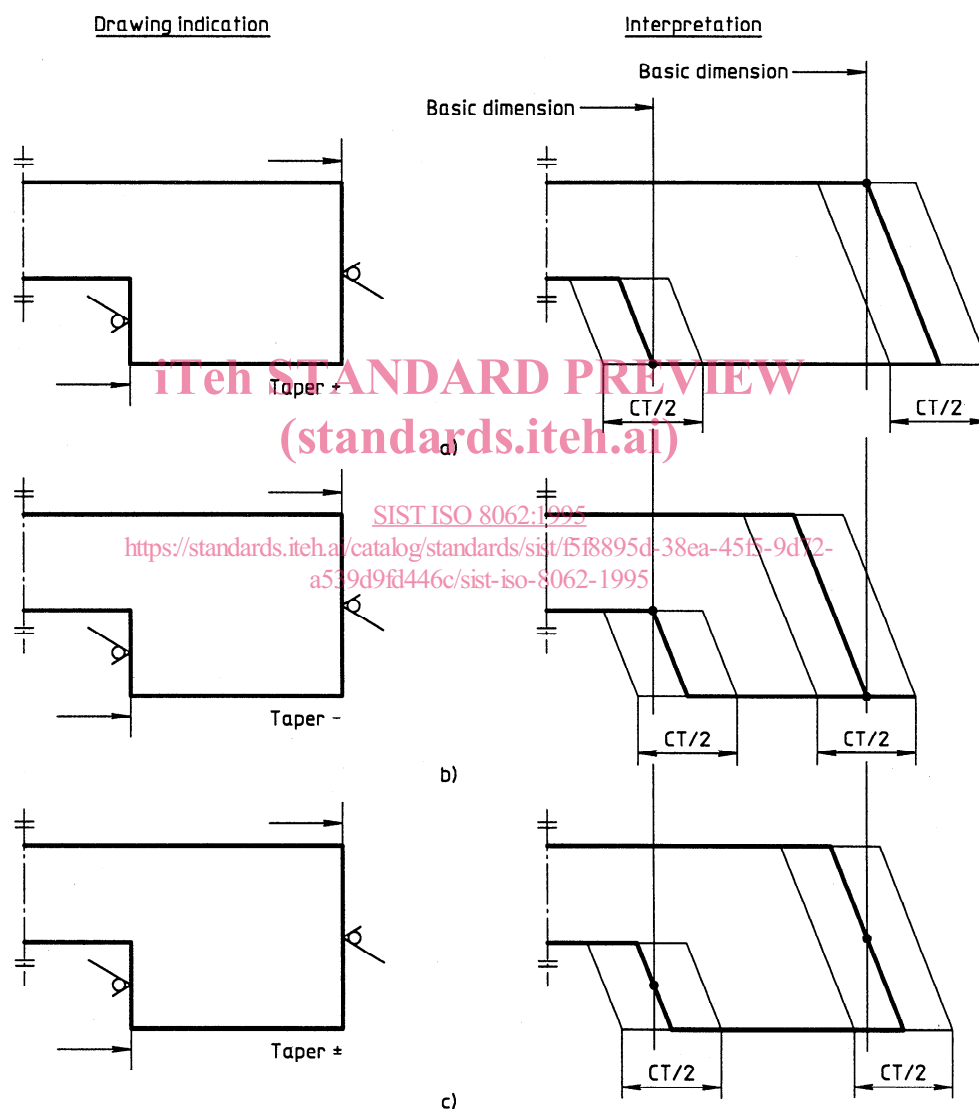 Drawing indication
Interpretation
Basic dimension
Basic dimension
Taper +
CT/2
CT/2
iTeh STANDARD PREVIEW
(standards.iteh.ai)
a)
SIST ISO 8062:1995
https://standards.iteh.ai/catalog/standards/sist/f5f8895d-38ea-45f5-9d72-
a539d9fd446c/sist-iso-8062-1995
Taper -
CT/2
CT/2
b)
Taper ±
CT/2
CT/2
c)